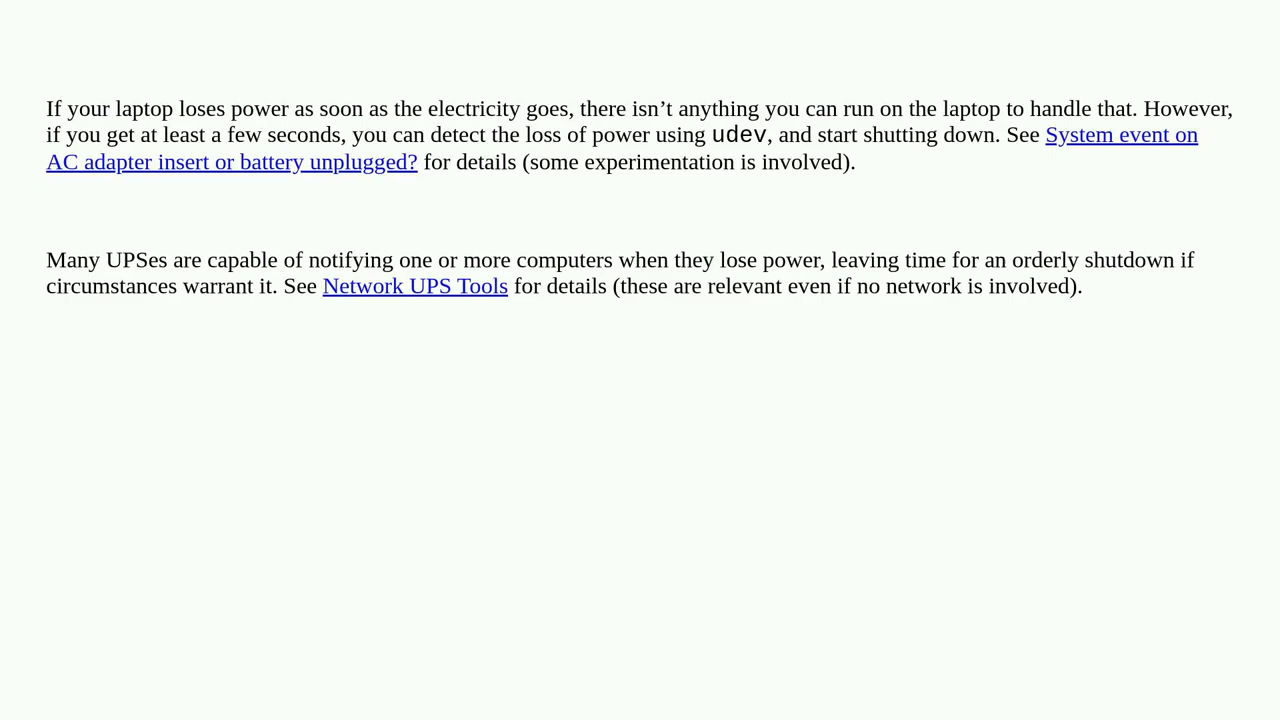 If your laptop loses power as soon as the electricity goes, there isn’t anything you can run on the laptop to handle that. However,
if you get at least a few seconds, you can detect the loss of power using udev, and start shutting down. See System event on
AC adapter insert or battery unplugged? for details (some experimentation is involved).
Many UPSes are capable of notifying one or more computers when they lose power, leaving time for an orderly shutdown if
circumstances warrant it. See Network UPS Tools for details (these are relevant even if no network is involved).